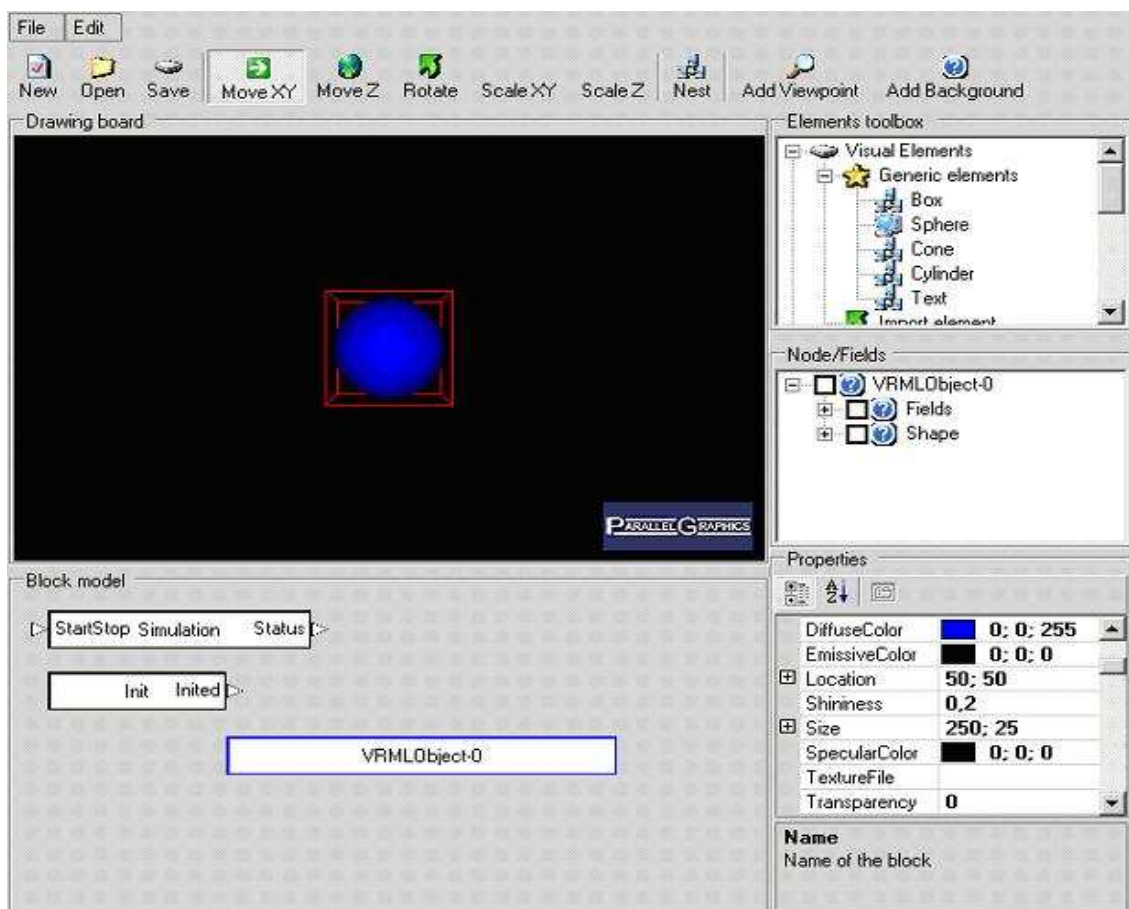 File Edit
New Open Save Move XY Move Z Rotate Scale XY Scale Z Nest Add Viewpoint Add Background
Drawing board
PARALLELGRAPHICS
Elements toolbox
Visual Elements
Generic elements
Box
Sphere
Cone
Cylinder
Text
Import element
Node/Fields
VRMLObject-0
Fields
Shape
Block model
StartStop Simulation Status
Init Inited
VRMLObject-0
Properties
DiffuseColor 0; 0; 255
EmissiveColor 0; 0; 0
Location 50; 50
Shininess 0,2
Size 250; 25
SpecularColor 0; 0; 0
TextureFile
Transparency 0
Name
Name of the block